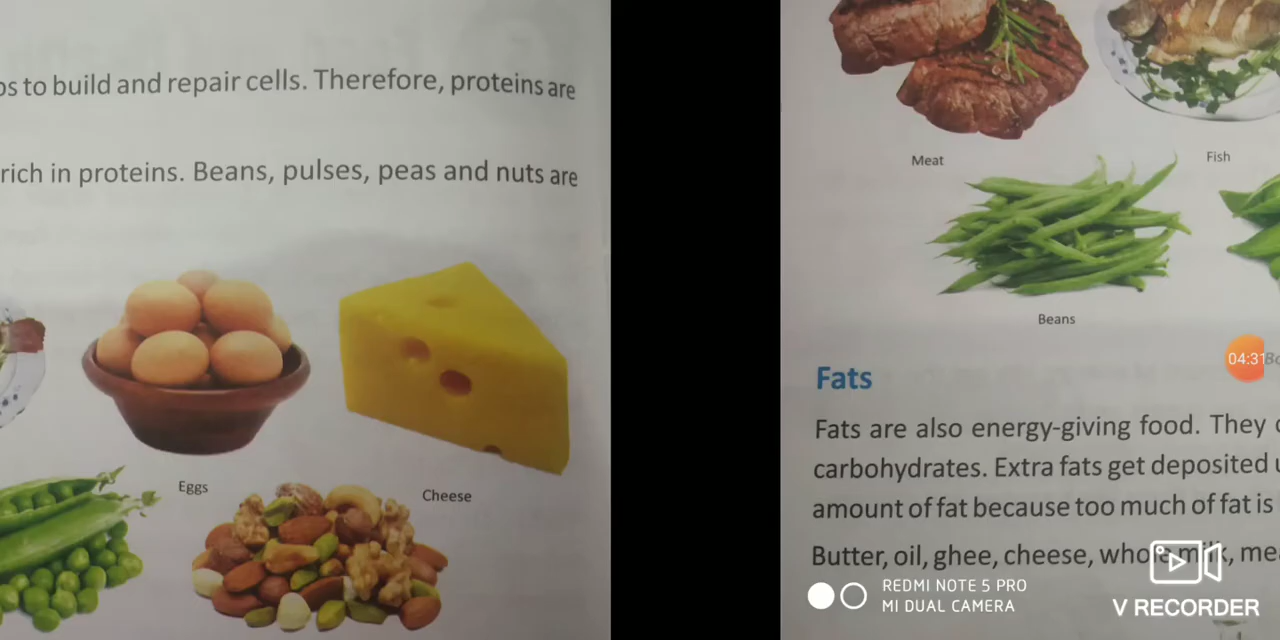 to build and repair cells. Therefore, proteins are
rich in proteins. Beans, pulses, peas and nuts are
Eggs
Cheese
Meat
Fish
Beans
04:31
Fats
Fats are also energy-giving food. They
carbohydrates. Extra fats get deposited
amount of fat because too much of fat is
Butter, oil, ghee, cheese, whole milk,
REDMI NOTE 5 PRO
MI DUAL CAMERA
V RECORDER